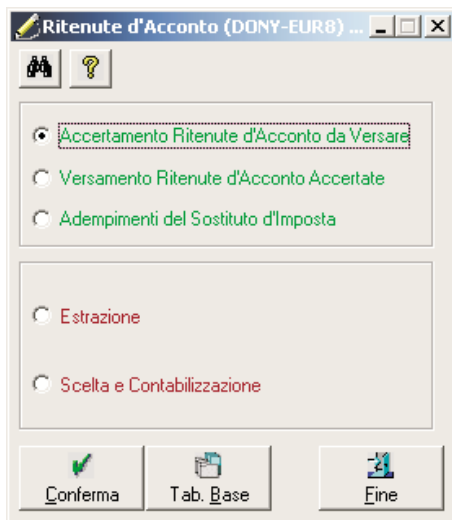 Ritenute d'Acconto (DONY-EUR8) ...
Accertamento Ritenute d'Acconto da Versare
Versamento Ritenute d'Acconto Accertate
Adempimenti del Sostituto d'Imposta
Estrazione
Scelta e Contabilizzazione
Conferma
Tab. Base
Fine